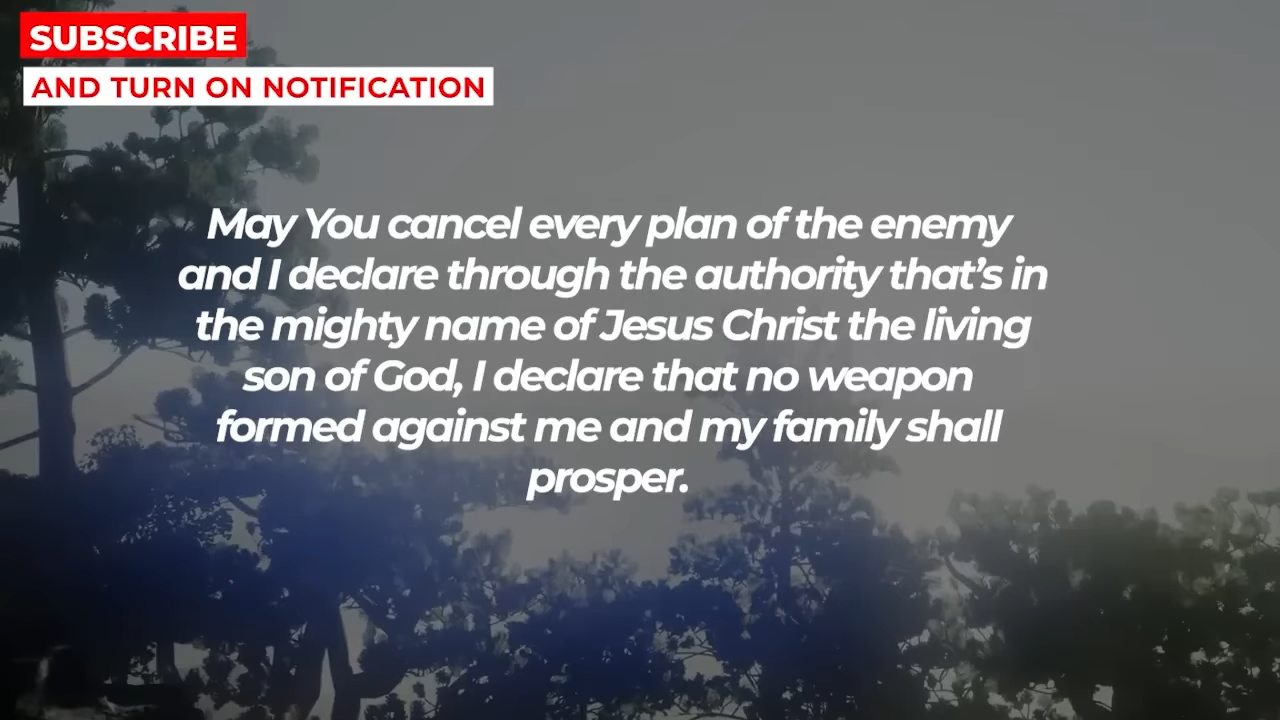 SUBSCRIBE
AND TURN ON NOTIFICATION
May You cancel every plan of the enemy
and I declare through the authority that's in
the mighty name of Jesus Christ the living
son of God, I declare that no weapon
formed against me and my family shall
prosper.